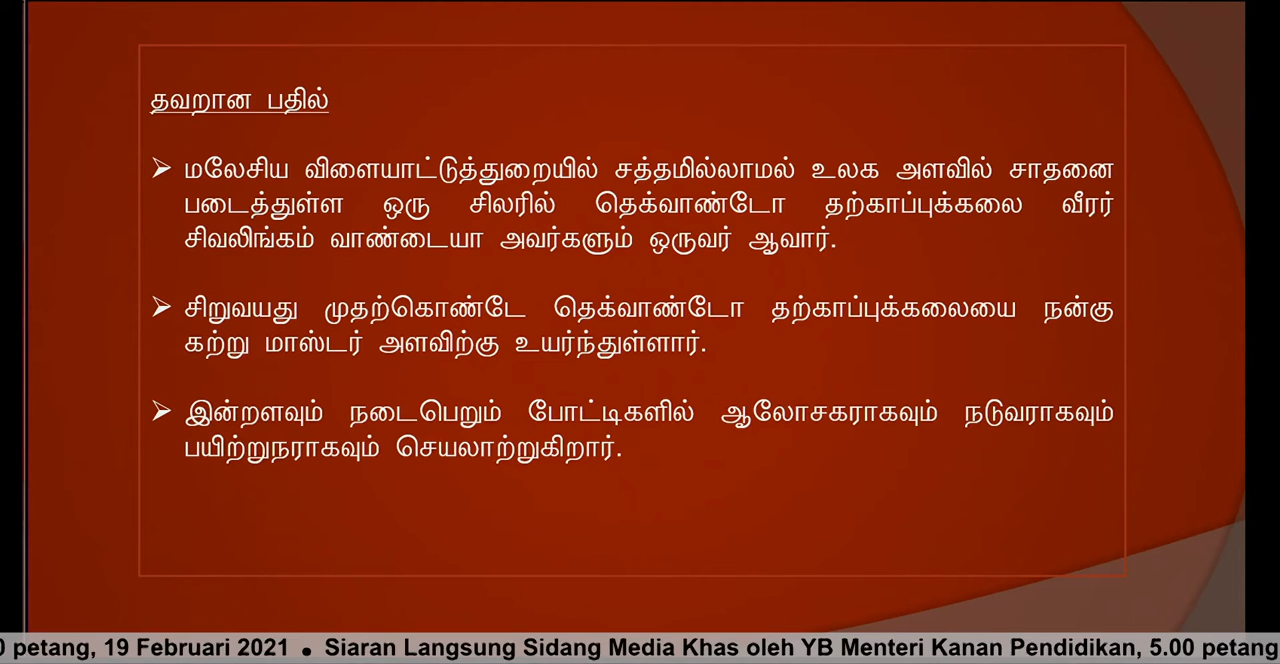 தவறான பதில்
➢ மலேசிய விளையாட்டுத்துறையில் சத்தமில்லாமல் உலக அளவில் சாதனை
படைத்துள்ள ஒரு சிலரில் தெக்வாண்டோ தற்காப்புக்கலை வீரர்
சிவலிங்கம் வாண்டையா அவர்களும் ஒருவர் ஆவார்.
➢ சிறுவயது முதற்கொண்டே தெக்வாண்டோ தற்காப்புக்கலையை நன்கு
கற்று மாஸ்டர் அளவிற்கு உயர்ந்துள்ளார்.
➢ இன்றளவும் நடைபெறும் போட்டிகளில் ஆலோசகராகவும் நடுவராகவும்
பயிற்றுநராகவும் செயலாற்றுகிறார்.
0 petang, 19 Februari 2021 ● Siaran Langsung Sidang Media Khas oleh YB Menteri Kanan Pendidikan, 5.00 petang